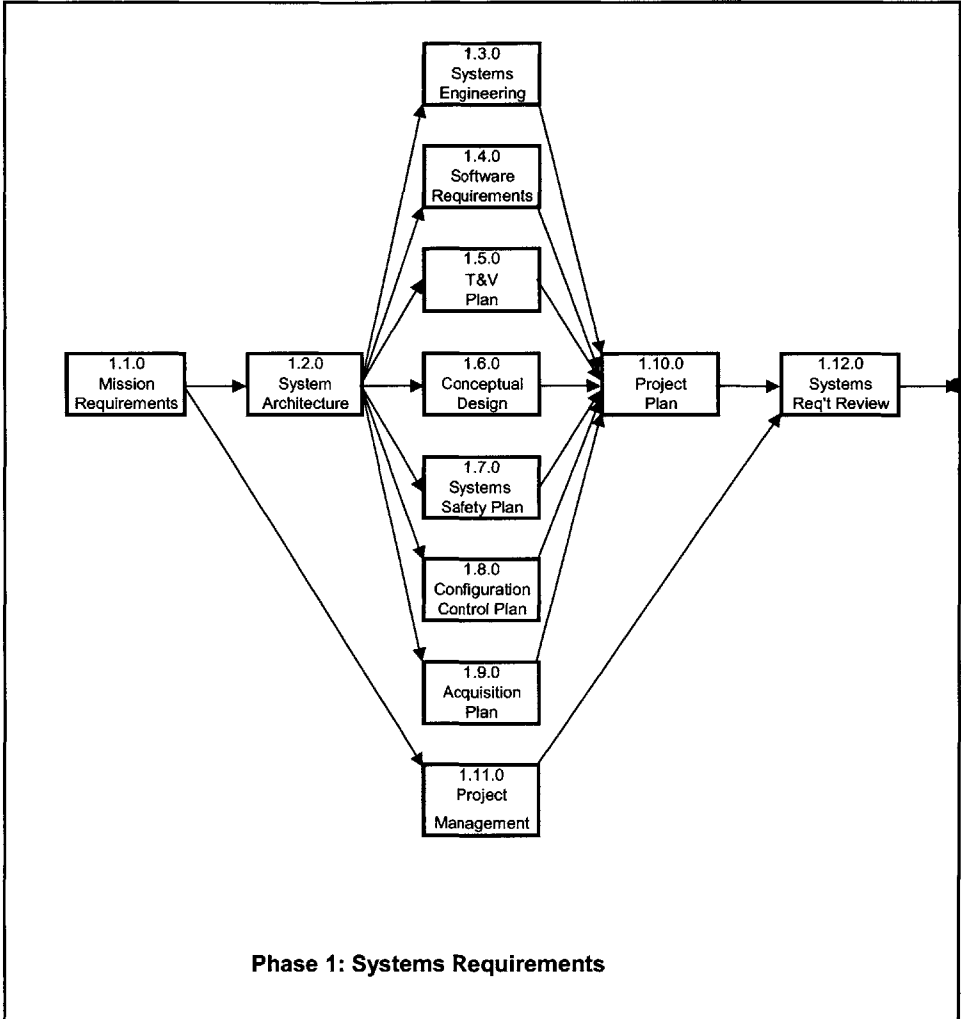 1.3.0
Systems
Engineering
1.4.0
Software
Requirements
1.5.0
T&V
Plan
1.1.0
Mission
Requirements
1.2.0
System
Architecture
1.6.0
Conceptual
Design
1.10.0
Project
Plan
1.12.0
Systems
Req't Review
1.7.0
Systems
Safety Plan
1.8.0
Configuration
Control Plan
1.9.0
Acquisition
Plan
1.11.0
Project
Management
Phase 1: Systems Requirements